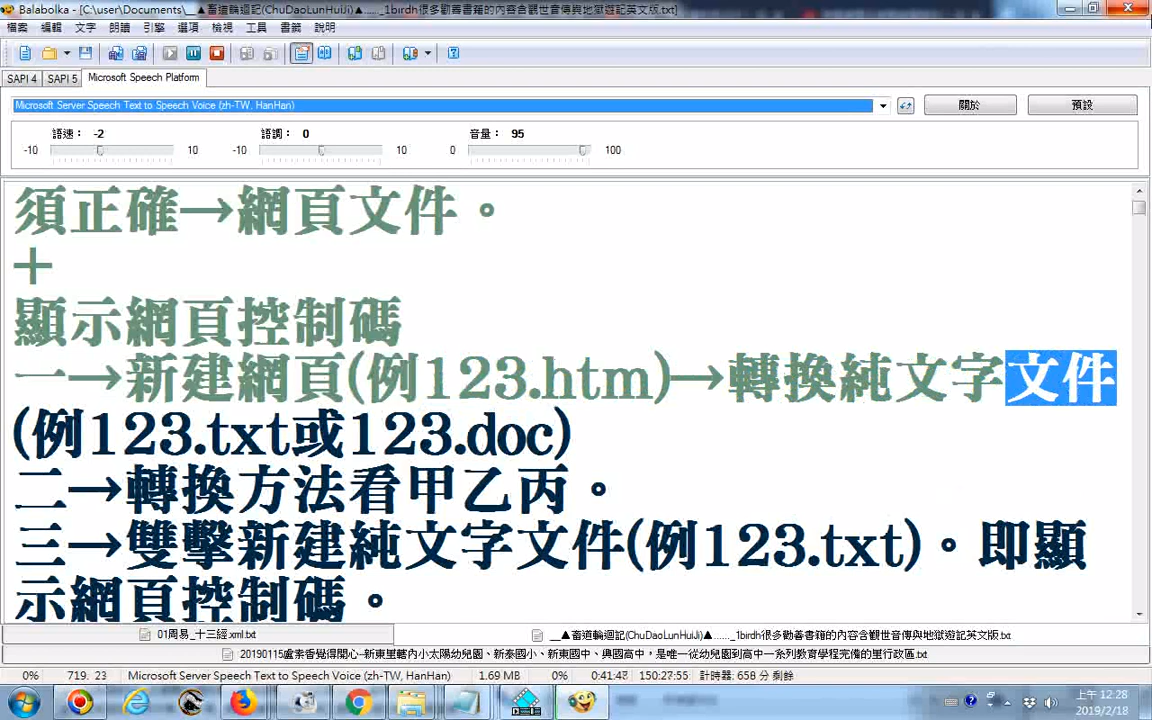 Balabolka - [C:\user\Documents\__▲畜道輪迴記(ChuDaoLunHuiJi)▲......_1birdh很多勸善書籍的內容含觀世音傳與地獄遊記英文版.txt]
檔案 編輯 文字 朗讀 引擎 選項 檢視 工具 書籤 說明
SAPI 4 SAPI 5 Microsoft Speech Platform
Microsoft Server Speech Text to Speech Voice (zh-TW, HanHan) 關於 預設
語速： -2 語調： 0 音量： 95
-10 10 -10 10 0 100
須正確→網頁文件。
＋
顯示網頁控制碼
一→新建網頁(例123.htm)→轉換純文字文件
(例123.txt或123.doc)
二→轉換方法看甲乙丙。
三→雙擊新建純文字文件(例123.txt)。即顯
示網頁控制碼。
01周易_十三經.xml.txt __▲畜道輪迴記(ChuDaoLunHuiJi)▲......_1birdh很多勸善書籍的內容含觀世音傳與地獄遊記英文版.txt
20190115盧素香覺得開心--新東里轄內小太陽幼兒園、新泰國小、新東國中、興國高中，是唯一從幼兒園到高中一系列教育學程完備的里行政區.txt
0% 719. 23 Microsoft Server Speech Text to Speech Voice (zh-TW, HanHan) 1.69 MB 0% 0:41:48 150:27:55 計時器: 658 分 剩餘
上午 12:28
2019/2/18